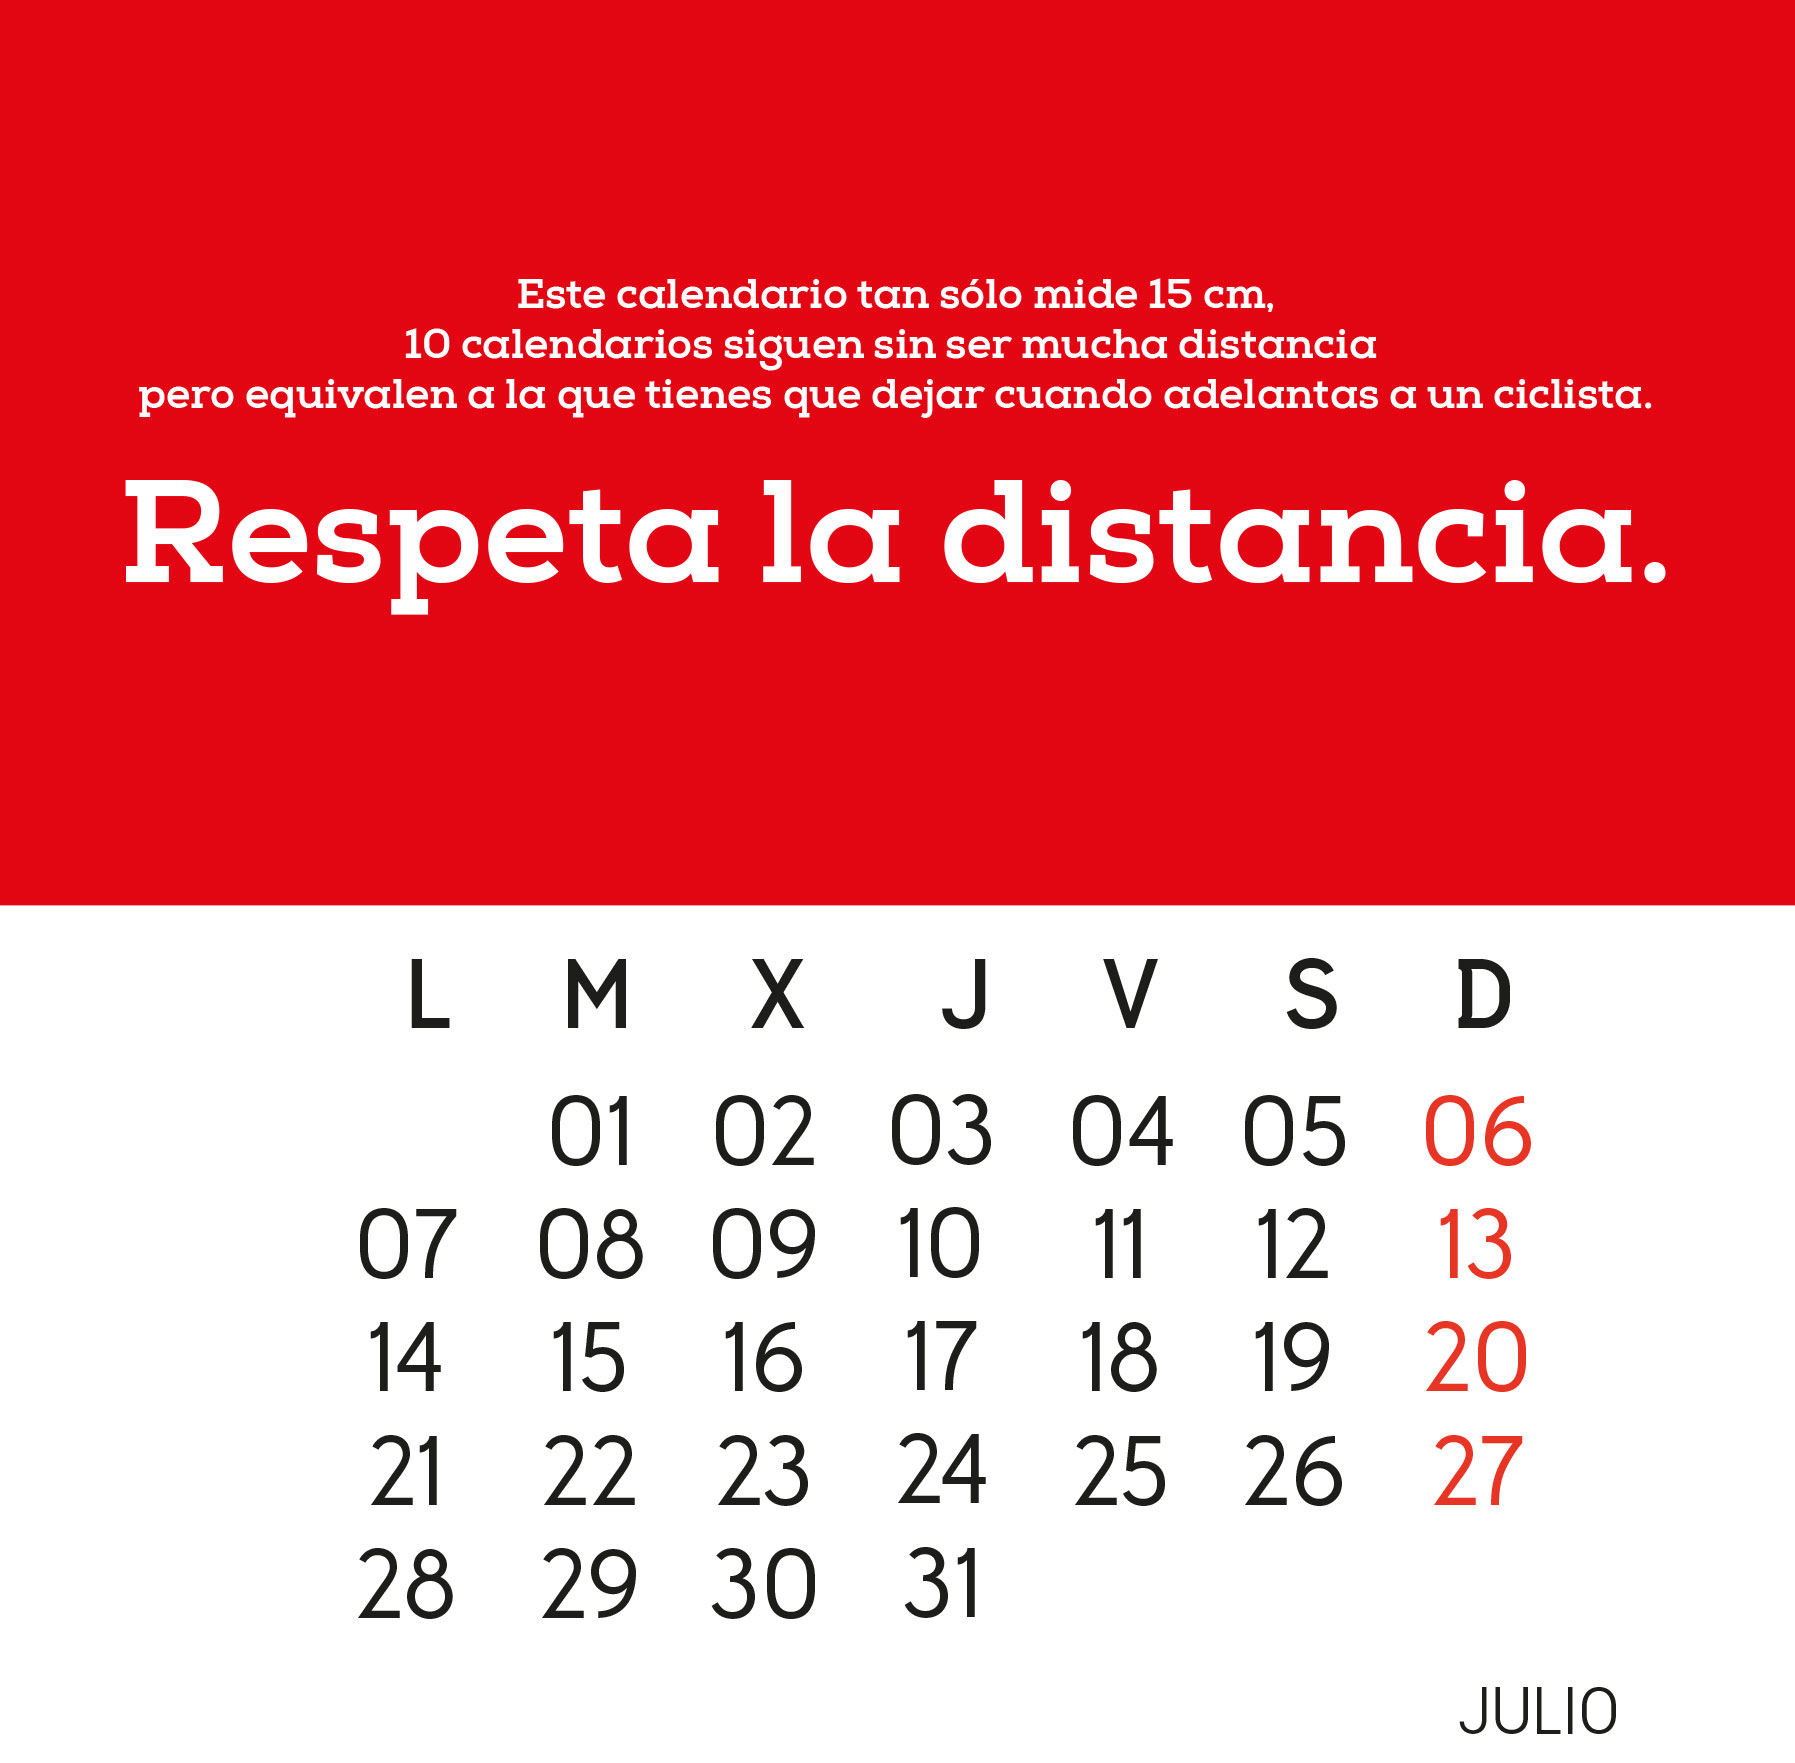 Este calendario tan sólo mide 15 cm,
10 calendarios siguen sin ser mucha distancia
pero equivalen a la que tienes que dejar cuando adelantas a un ciclista.
Respeta la distancia.
L M X J V S D
01 02 03 04 05 06
07 08 09 10 11 12 13
14 15 16 17 18 19 20
21 22 23 24 25 26 27
28 29 30 31
JULIO